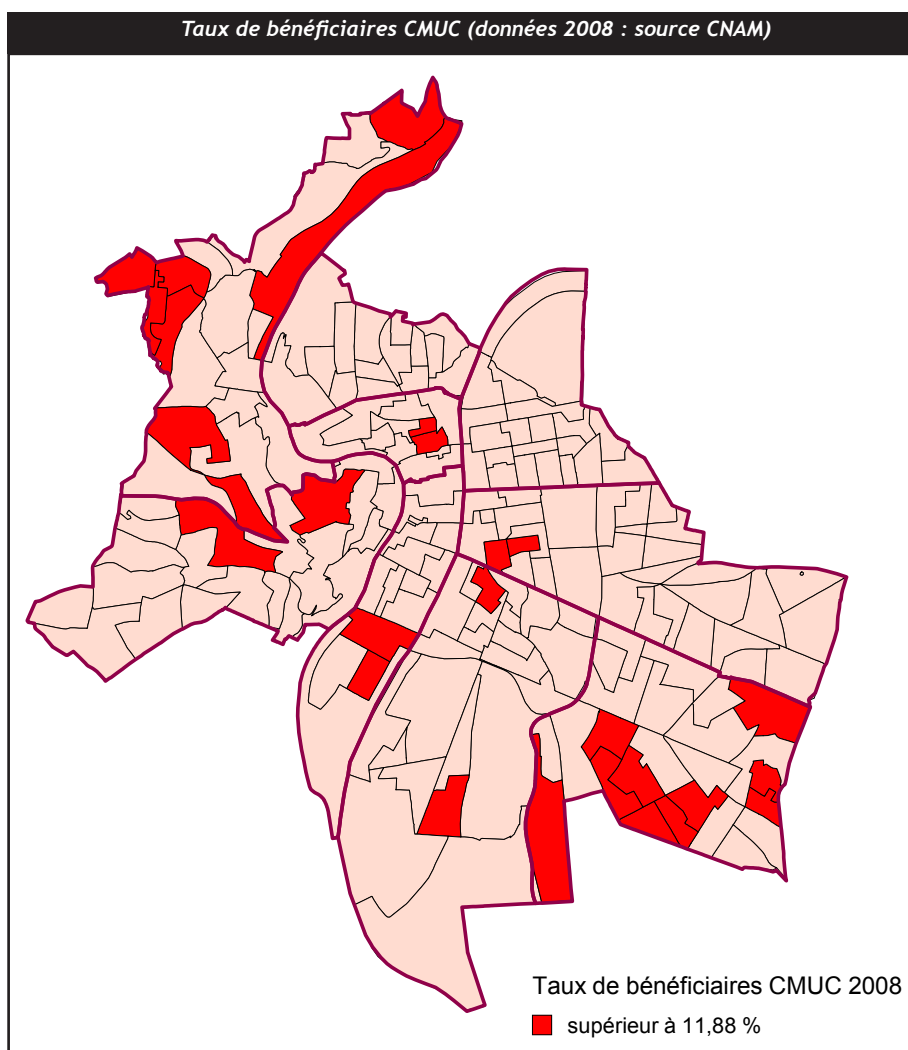 Taux de bénéficiaires CMUC (données 2008 : source CNAM)
Taux de bénéficiaires CMUC 2008
supérieur à 11,88 %